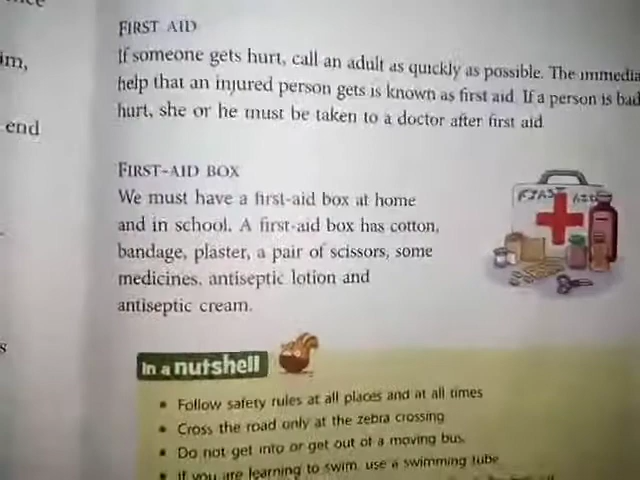 im,
end
s
FIRST AID
If someone gets hurt, call an adult as quickly as possible. The immedia
help that an injured person gets is known as first aid. If a person is bad
hurt, she or he must be taken to a doctor after first aid.
FIRST-AID BOX
We must have a first-aid box at home
and in school. A first-aid box has cotton,
bandage, plaster, a pair of scissors, some
medicines, antiseptic lotion and
antiseptic cream.
FIRST AID
In a nutshell
• Follow safety rules at all places and at all times
• Cross the road only at the zebra crossing
• Do not get into or get out of a moving bus.
• If you are learning to swim, use a swimming tube